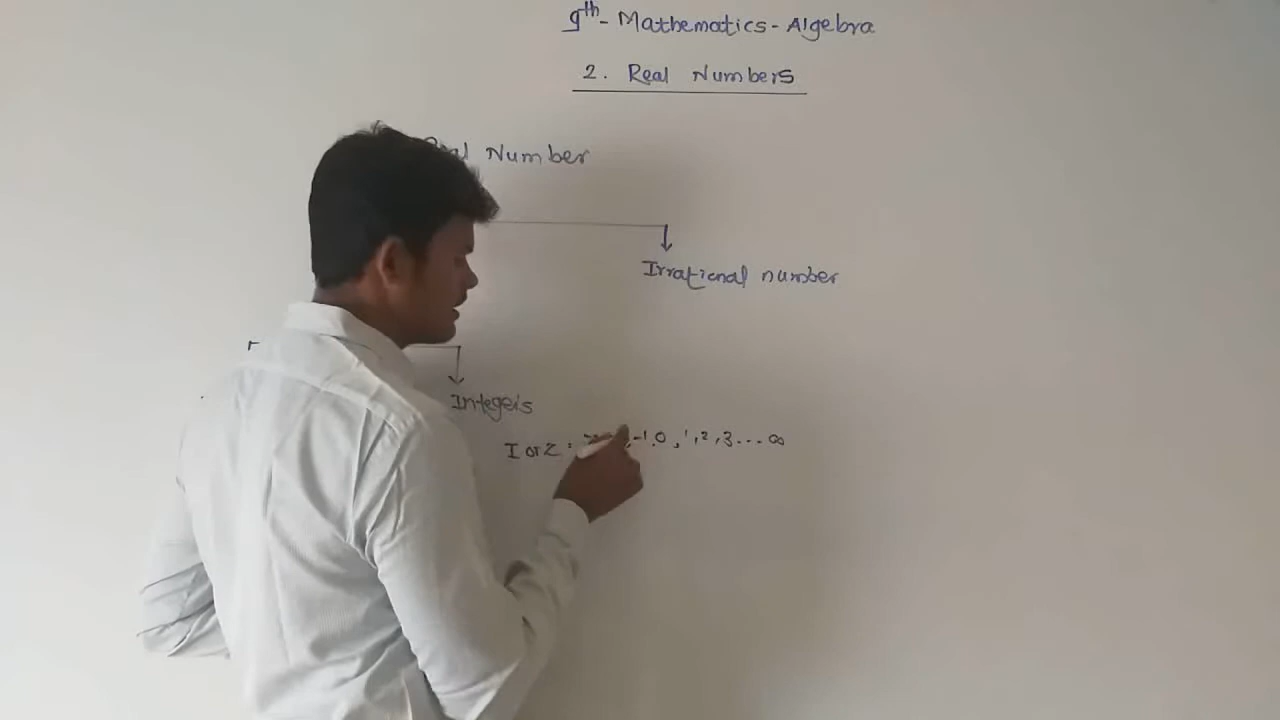 9th - Mathematics - Algebra
2. Real Numbers
Real Number
Irrational number
Integers
I or Z = , -1, 0, 1, 2, 3 ... ∞